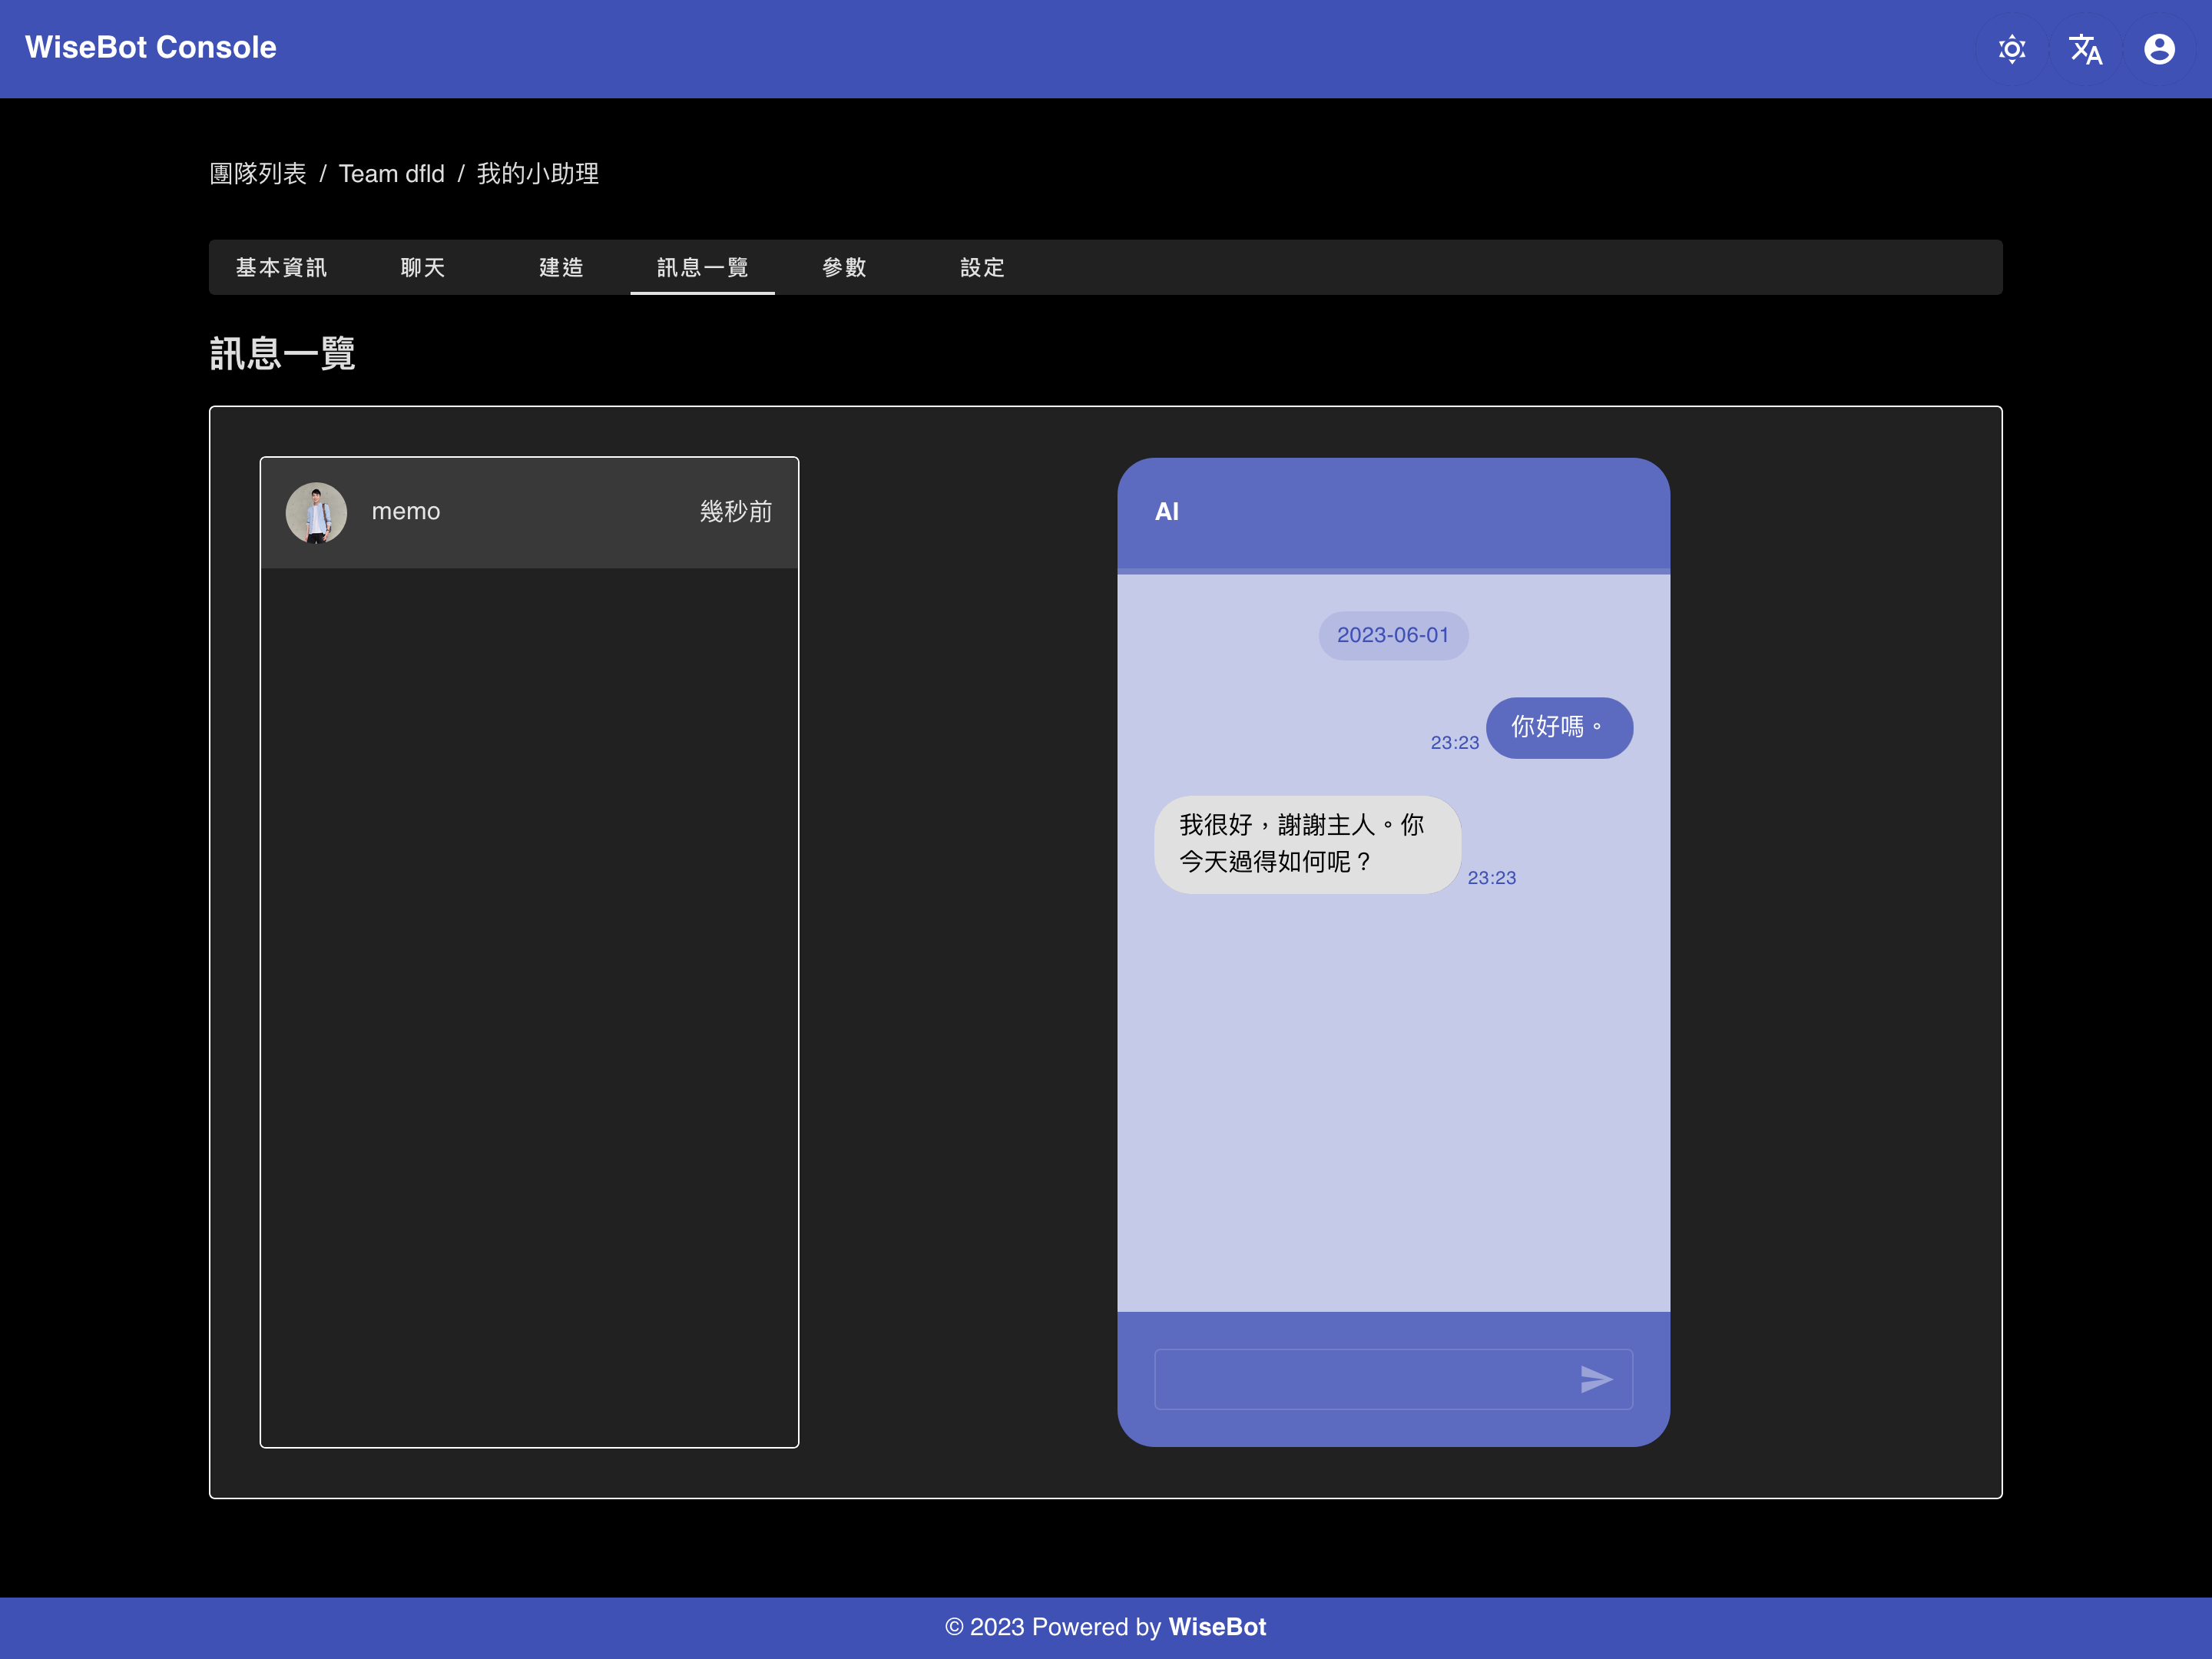 WiseBot Console
團隊列表 / Team dfld / 我的小助理
基本資訊 聊天 建造 訊息一覽 參數 設定
訊息一覽
memo 幾秒前
AI
2023-06-01
你好嗎。
23:23
我很好，謝謝主人。你
今天過得如何呢？
23:23
© 2023 Powered by WiseBot